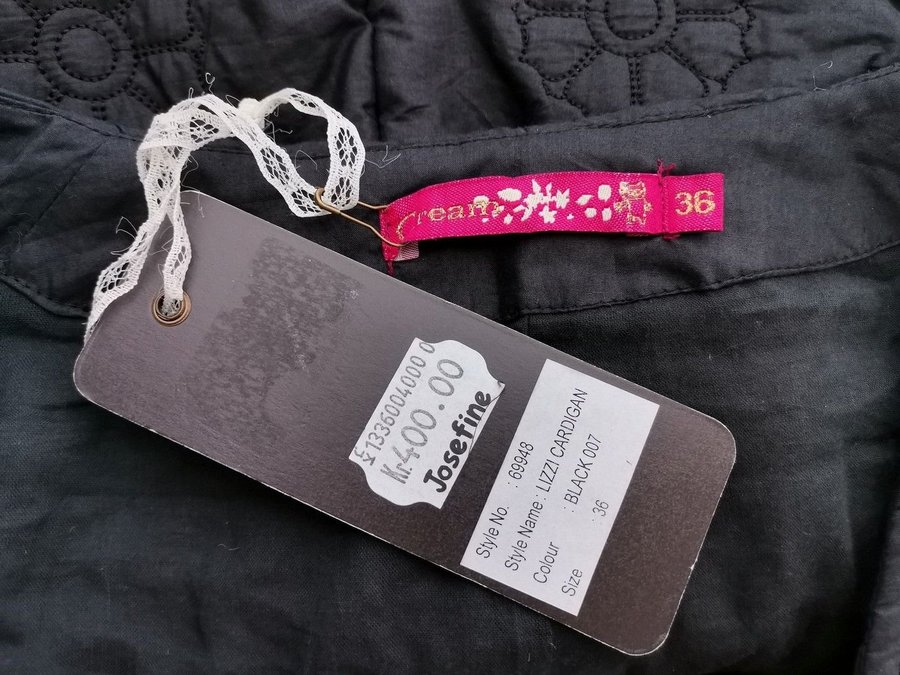 Cream
36
1336004000 0
Kr.400.00
Josefine
Style No. : 69948
Style Name : LIZZI CARDIGAN
Colour : BLACK 007
Size : 36